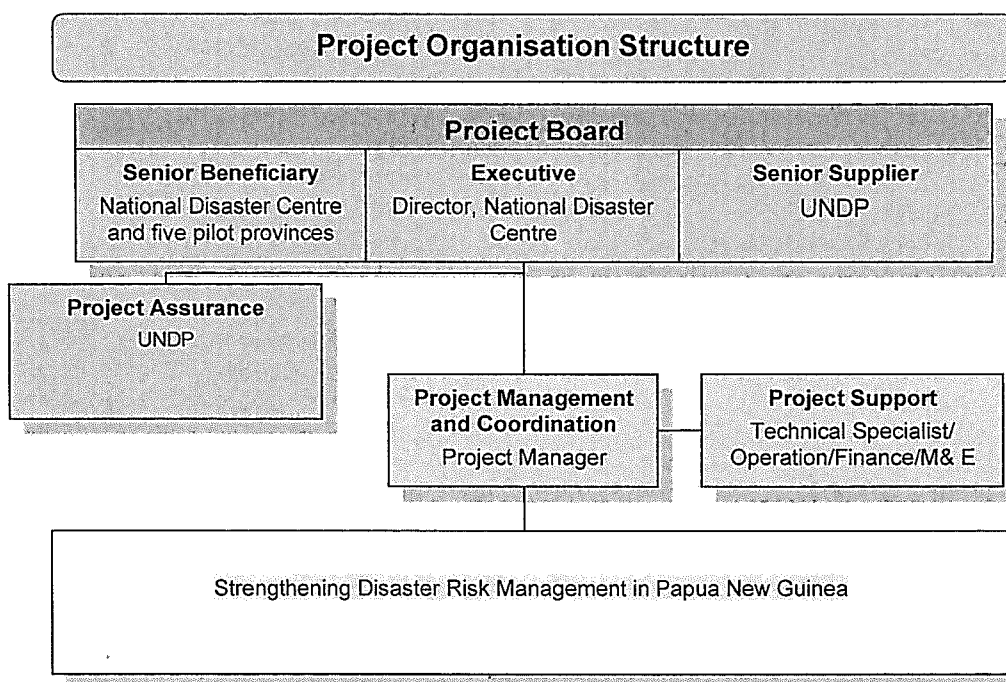 Project Organisation Structure
Project Board
Senior Beneficiary
National Disaster Centre
and five pilot provinces
Executive
Director, National Disaster
Centre
Senior Supplier
UNDP
Project Assurance
UNDP
Project Management
and Coordination
Project Manager
Project Support
Technical Specialist/
Operation/Finance/M& E
Strengthening Disaster Risk Management in Papua New Guinea